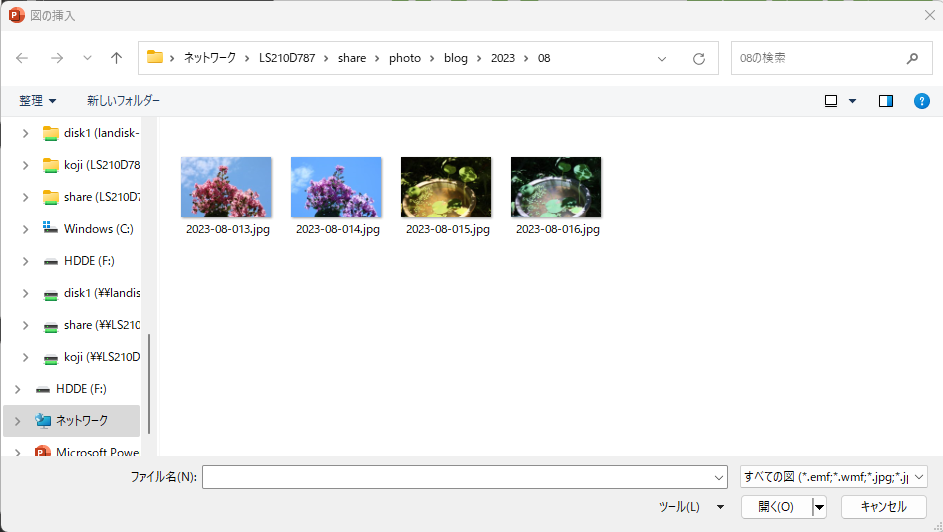 図の挿入
ネットワーク > LS210D787 > share > photo > blog > 2023 > 08
08の検索
整理
新しいフォルダー
disk1 (landisk-
koji (LS210D78
share (LS210D7
Windows (C:)
HDDE (F:)
disk1 (¥¥landis
share (¥¥LS210
koji (¥¥LS210D
HDDE (F:)
ネットワーク
Microsoft Powe
2023-08-013.jpg
2023-08-014.jpg
2023-08-015.jpg
2023-08-016.jpg
ファイル名(N):
すべての図 (*.emf;*.wmf;*.jpg;*.jp
ツール(L)
開く(O)
キャンセル